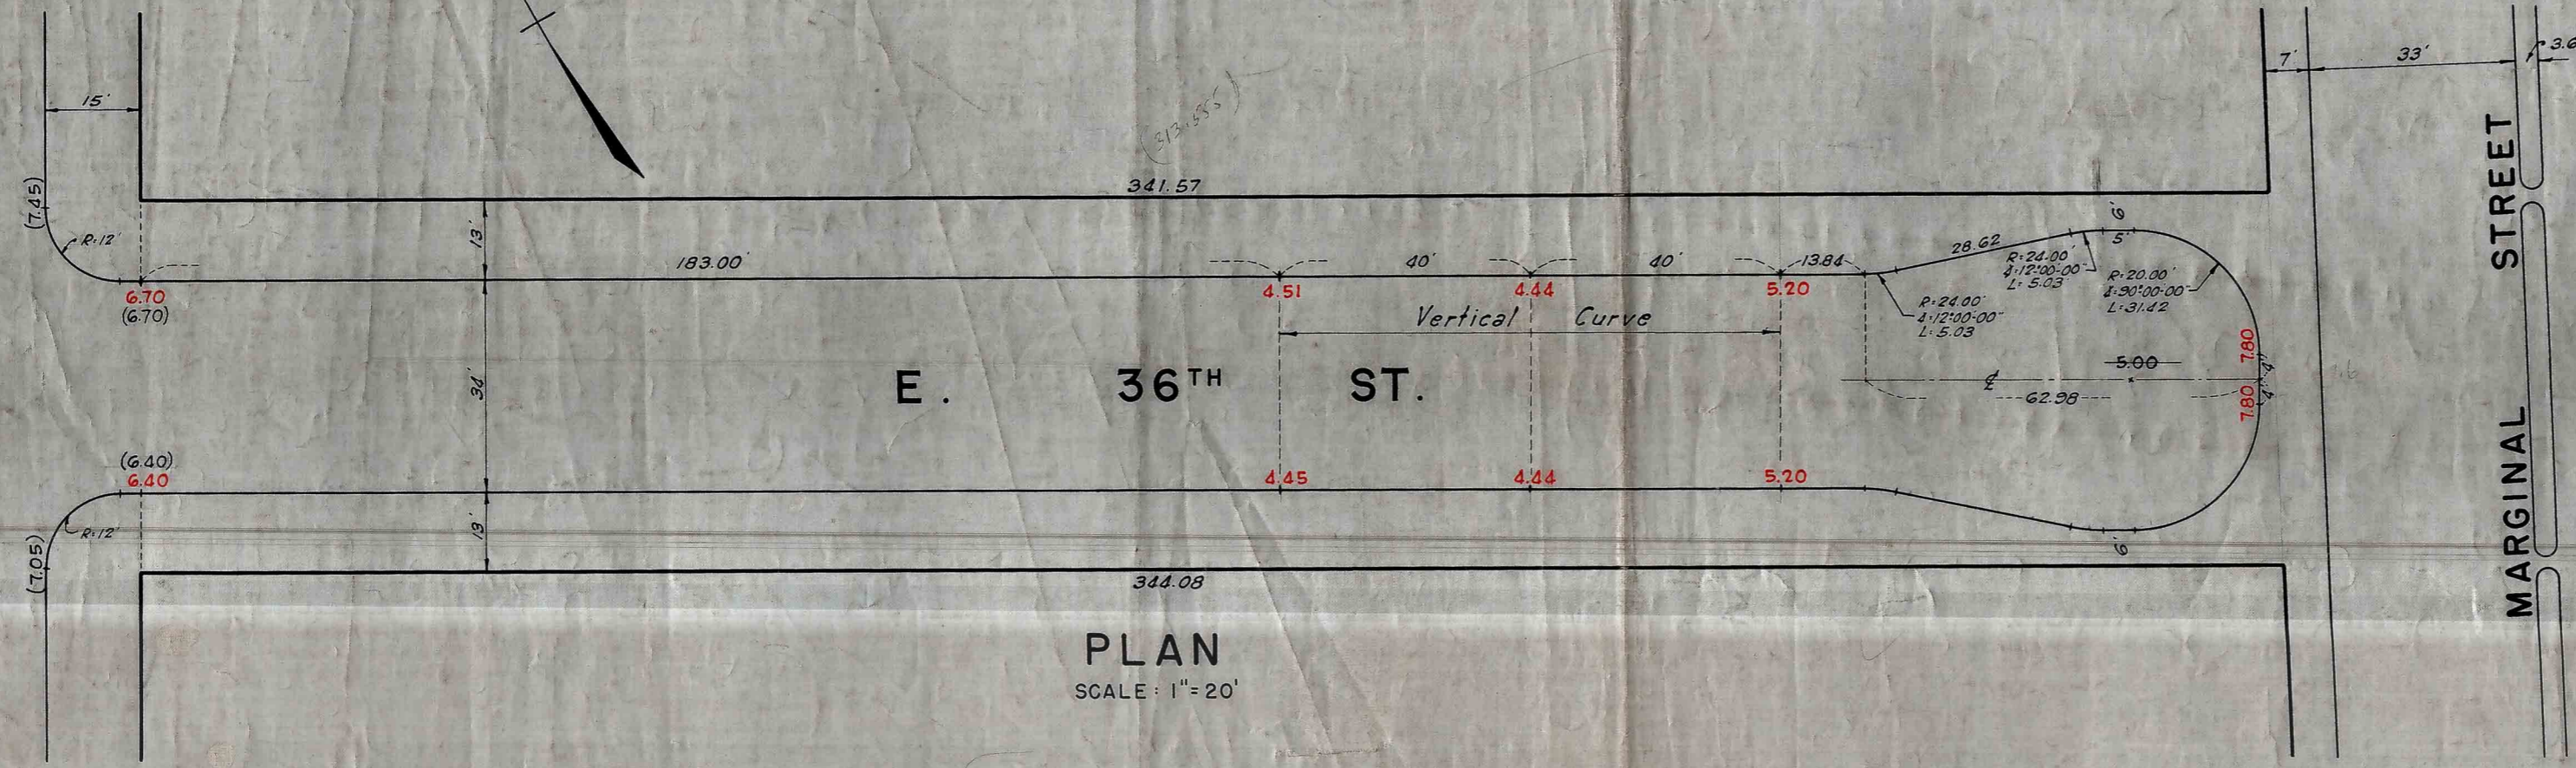 15'
(7.45)
R=12'
6.70
(6.70)
13'
183.00'
341.57
(313.555)
4.51
40'
4.44
40'
5.20
13.84
28.62
R=24.00'
Δ=12°00'-00"
L=5.03'
R=24.00'
Δ=12°00'-00"
L=5.03
R=20.00'
Δ=90°00'-00"
L=31.42
6'
5'
7'
33'
Vertical Curve
34'
E. 36TH ST.
5.00
℄
62.98
7.80
7.80
4'
4'
(6.40)
6.40
4.45
4.44
5.20
R=12'
(7.05)
13'
6'
344.08
MARGINAL STREET
PLAN
SCALE: 1"=20'